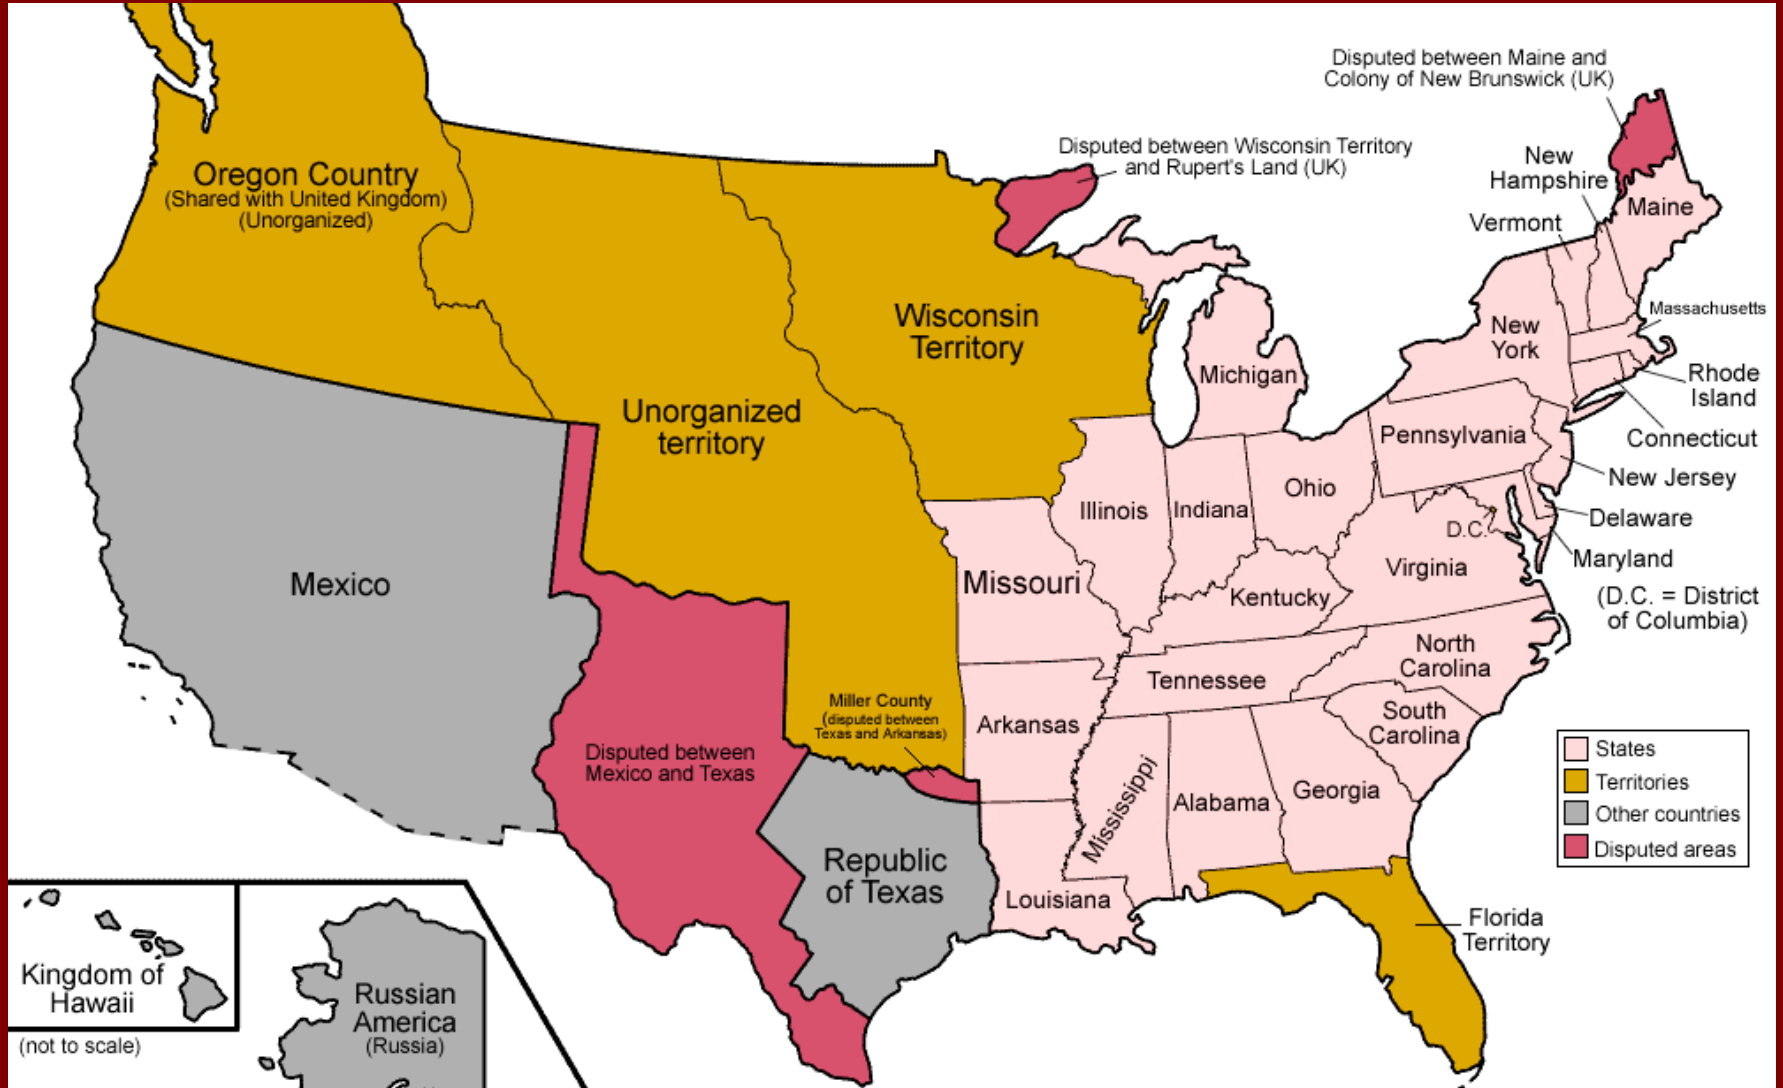 Disputed between Maine and
Colony of New Brunswick (UK)
Disputed between Wisconsin Territory
and Rupert's Land (UK)
New
Hampshire
Vermont
Maine
Oregon Country
(Shared with United Kingdom)
(Unorganized)
Wisconsin
Territory
Massachusetts
New
York
Michigan
Rhode
Island
Connecticut
Unorganized
territory
Pennsylvania
New Jersey
Ohio
Illinois
Indiana
D.C.
Delaware
Maryland
Virginia
Mexico
Missouri
Kentucky
(D.C. = District
of Columbia)
North
Carolina
Tennessee
Miller County
(disputed between
Texas and Arkansas)
Arkansas
South
Carolina
Disputed between
Mexico and Texas
Mississippi
Alabama
Georgia
States
Territories
Other countries
Disputed areas
Republic
of Texas
Louisiana
Florida
Territory
Kingdom of
Hawaii
(not to scale)
Russian
America
(Russia)